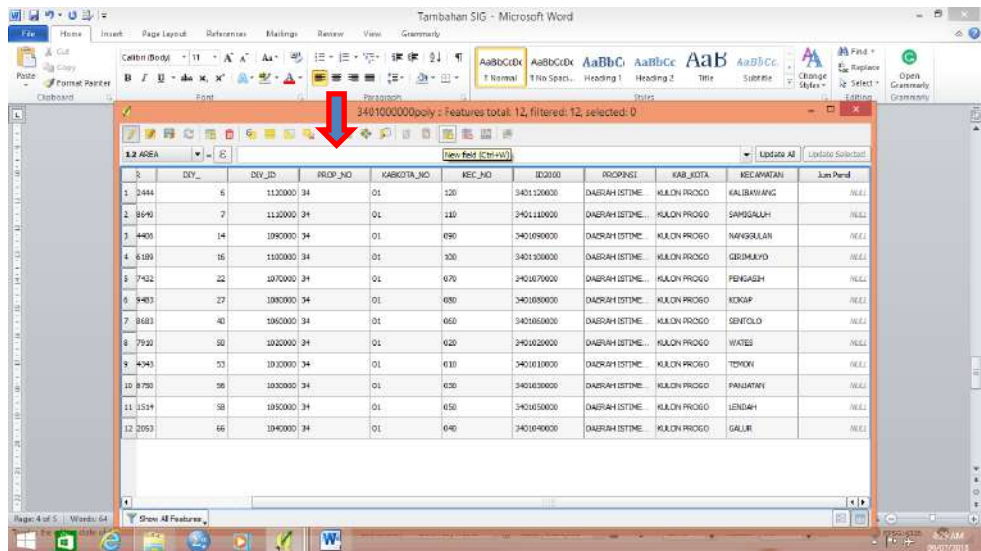 Tambahan SIG - Microsoft Word
File Home Insert Page Layout References Mailings Review View Grammarly
Paste Cut Copy Format Painter
Calibri (Body) 11
AaBbCcDc AaBbCcDc AaBbC AaBbCc AaB AaBbCc.
¶ Normal ¶ No Spaci... Heading 1 Heading 2 Title Subtitle
Change Styles
Find Replace Select
Open Grammarly
Clipboard Font Paragraph Styles Editing Grammarly
3401000000poly :: Features total: 12, filtered: 12, selected: 0
1.2 AREA = ε Update All Update Selected
New field (Ctrl+W)
DIY_ DIY_ID PROP_NO KABKOTA_NO KEC_NO ID2000 PROPINSI KAB_KOTA KECAMATAN Jum Pend
1 2444 6 1120000 34 01 120 3401120000 DAERAH ISTIME... KULON PROGO KALIBAWANG NULL
2 8640 7 1110000 34 01 110 3401110000 DAERAH ISTIME... KULON PROGO SAMIGALUH NULL
3 4406 14 1090000 34 01 090 3401090000 DAERAH ISTIME... KULON PROGO NANGGULAN NULL
4 6189 16 1100000 34 01 100 3401100000 DAERAH ISTIME... KULON PROGO GIRIMULYO NULL
5 7432 22 1070000 34 01 070 3401070000 DAERAH ISTIME... KULON PROGO PENGASIH NULL
6 9483 27 1080000 34 01 080 3401080000 DAERAH ISTIME... KULON PROGO KOKAP NULL
7 8683 40 1060000 34 01 060 3401060000 DAERAH ISTIME... KULON PROGO SENTOLO NULL
8 7910 50 1020000 34 01 020 3401020000 DAERAH ISTIME... KULON PROGO WATES NULL
9 4343 53 1010000 34 01 010 3401010000 DAERAH ISTIME... KULON PROGO TEMON NULL
10 8750 56 1030000 34 01 030 3401030000 DAERAH ISTIME... KULON PROGO PANJATAN NULL
11 1514 58 1050000 34 01 050 3401050000 DAERAH ISTIME... KULON PROGO LENDAH NULL
12 2053 66 1040000 34 01 040 3401040000 DAERAH ISTIME... KULON PROGO GALUR NULL
Show All Features
Page: 4 of 5 Words: 64
6:29 AM